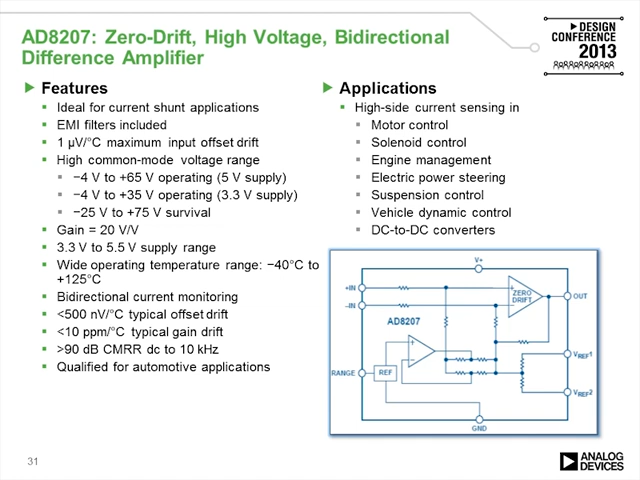 AD8207: Zero-Drift, High Voltage, Bidirectional
Difference Amplifier
DESIGN
CONFERENCE
2013
Features
Ideal for current shunt applications
EMI filters included
1 µV/°C maximum input offset drift
High common-mode voltage range
−4 V to +65 V operating (5 V supply)
−4 V to +35 V operating (3.3 V supply)
−25 V to +75 V survival
Gain = 20 V/V
3.3 V to 5.5 V supply range
Wide operating temperature range: −40°C to
+125°C
Bidirectional current monitoring
<500 nV/°C typical offset drift
<10 ppm/°C typical gain drift
>90 dB CMRR dc to 10 kHz
Qualified for automotive applications
Applications
High-side current sensing in
Motor control
Solenoid control
Engine management
Electric power steering
Suspension control
Vehicle dynamic control
DC-to-DC converters
V+
+IN
−IN
+
−
ZERO
DRIFT
OUT
AD8207
+
−
RANGE
REF
VREF1
VREF2
GND
31
ANALOG
DEVICES